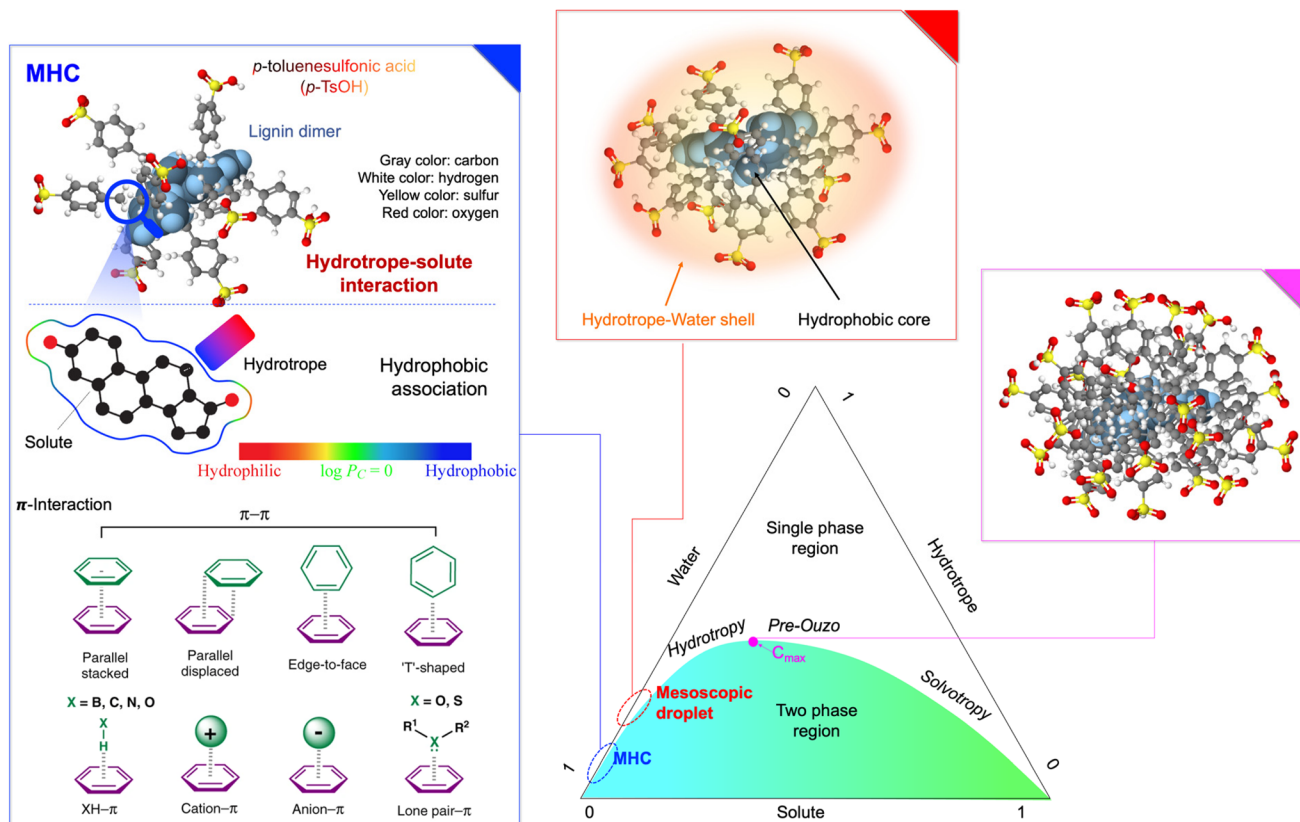 MHC
p-toluenesulfonic acid
(p-TsOH)
Lignin dimer
Gray color: carbon
White color: hydrogen
Yellow color: sulfur
Red color: oxygen
Hydrotrope-solute
interaction
Hydrotrope
Hydrophobic
association
Solute
Hydrophilic
log PC = 0
Hydrophobic
π-Interaction
π–π
Parallel
stacked
Parallel
displaced
Edge-to-face
'T'-shaped
X = B, C, N, O
X = O, S
X
H
+
-
R1
R2
X
XH–π
Cation–π
Anion–π
Lone pair–π
Hydrotrope-Water shell
Hydrophobic core
0
1
Water
Single phase
region
Hydrotrope
Hydrotropy
Pre-Ouzo
Cmax
Solvotropy
Mesoscopic
droplet
Two phase
region
MHC
1
0
0
Solute
1